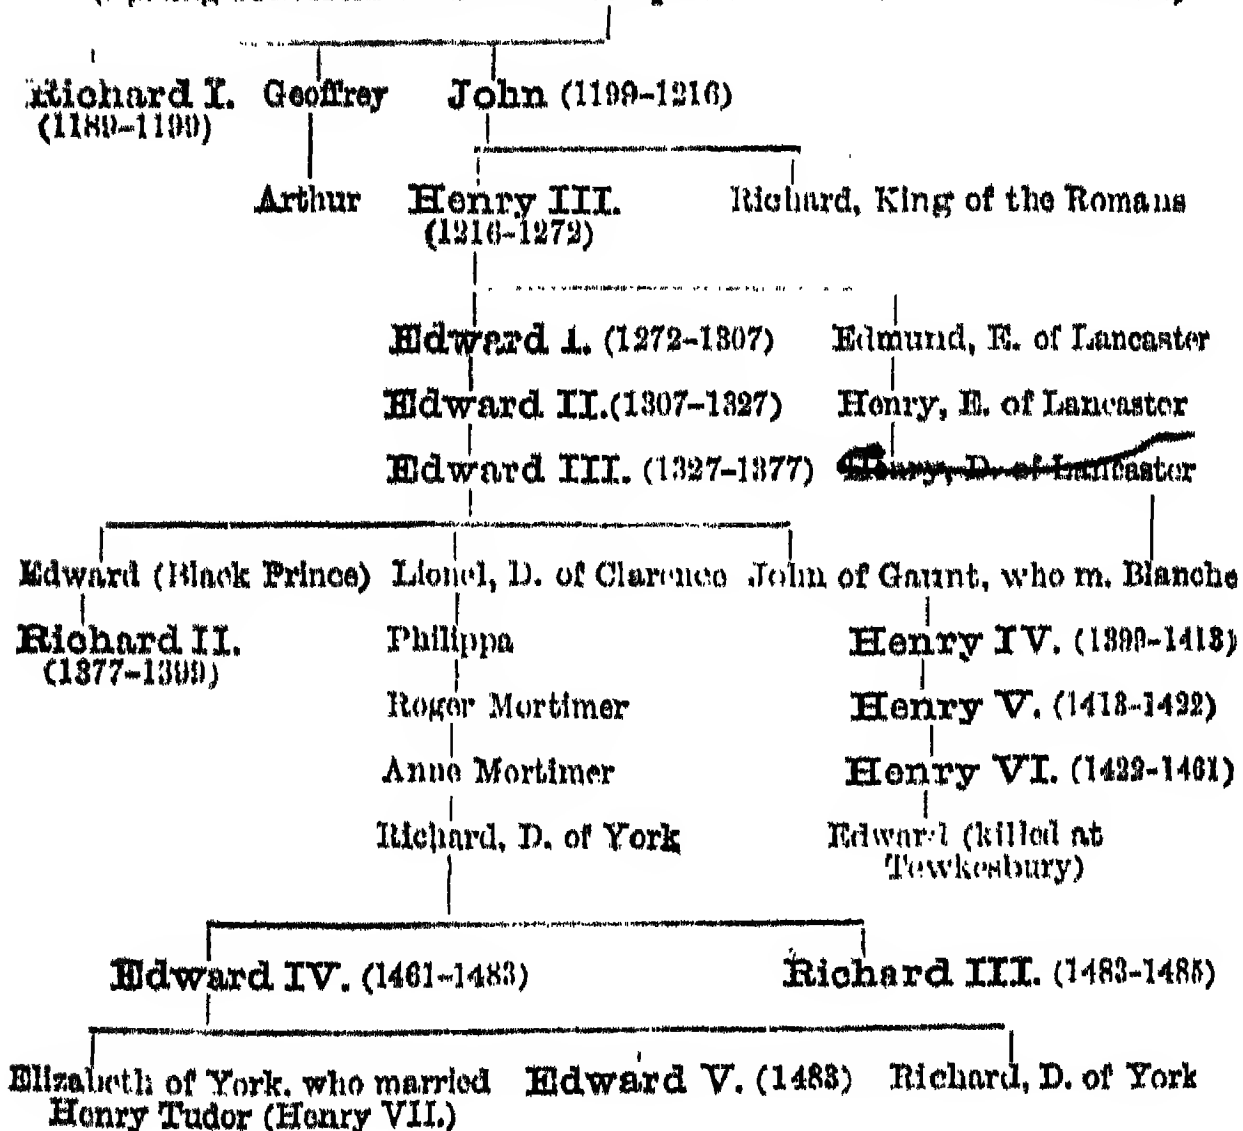 Richard I. Geoffrey John (1199-1216)
(1189-1199)
Arthur Henry III. Richard, King of the Romans
(1216-1272)
Edward I. (1272-1307) Edmund, E. of Lancaster
Edward II. (1307-1327) Henry, E. of Lancaster
Edward III. (1327-1377) Henry, D. of Lancaster
Edward (Black Prince) Lionel, D. of Clarence John of Gaunt, who m. Blanche
Richard II. Philippa Henry IV. (1399-1413)
(1377-1399)
Roger Mortimer Henry V. (1413-1422)
Anne Mortimer Henry VI. (1422-1461)
Richard, D. of York Edward (killed at
Tewkesbury)
Edward IV. (1461-1483) Richard III. (1483-1485)
Elizabeth of York. who married Edward V. (1483) Richard, D. of York
Henry Tudor (Henry VII.)